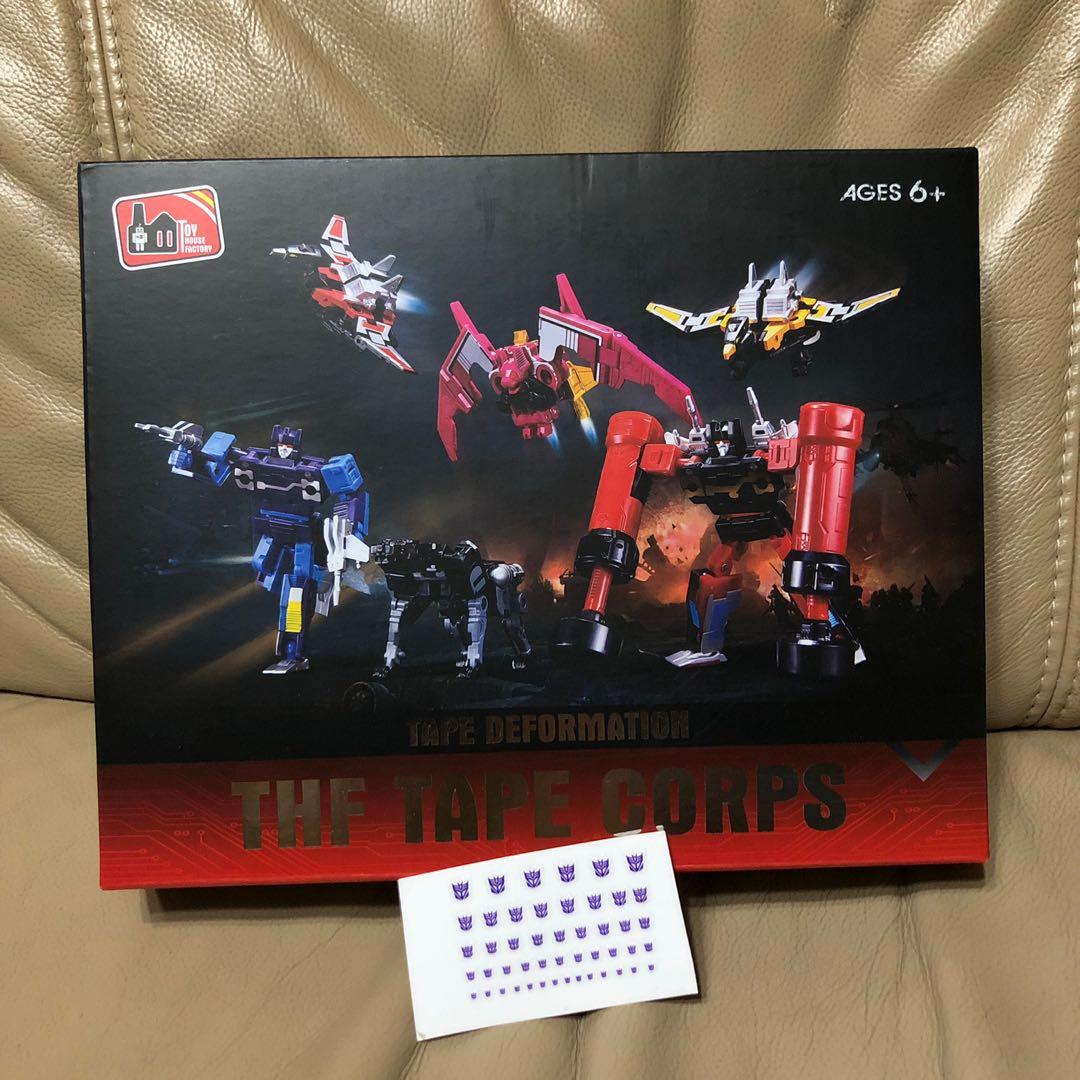 TOY
HOUSE
FACTORY
AGES 6+
TAPE DEFORMATION
THF TAPE CORPS